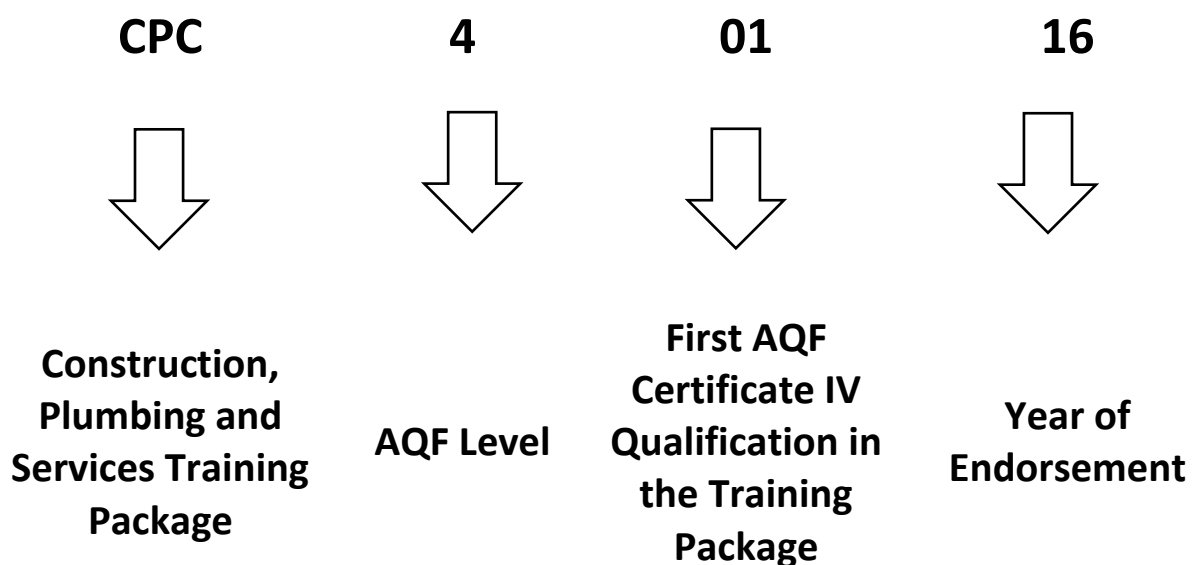 CPC 4 01 16
Construction,
Plumbing and
Services Training
Package
AQF Level
First AQF
Certificate IV
Qualification in
the Training
Package
Year of
Endorsement